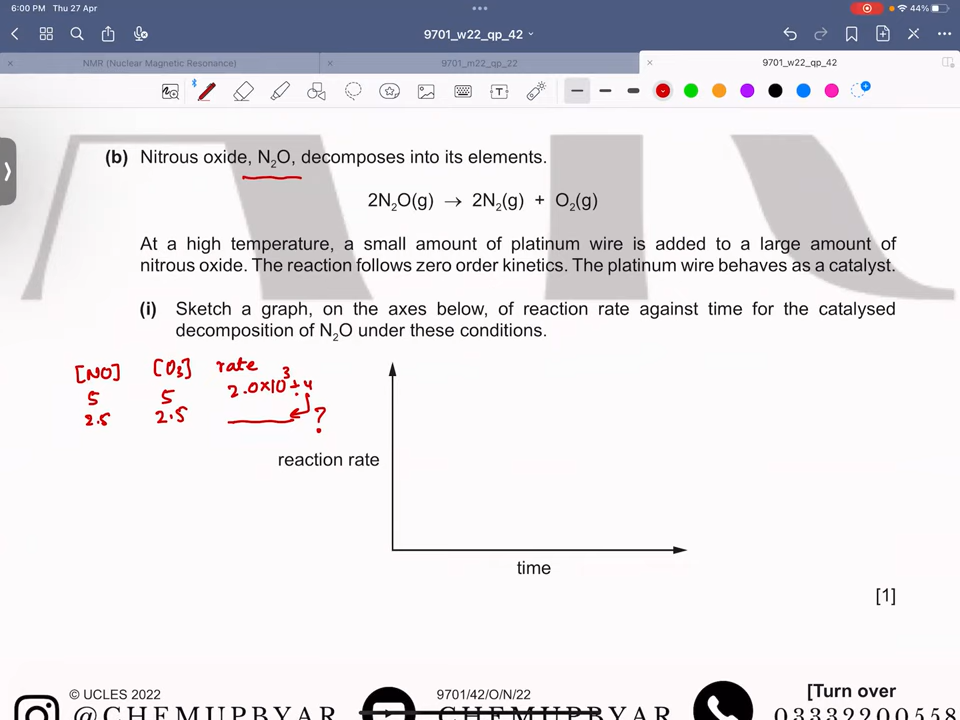 6:00 PM Thu 27 Apr
44%
9701_w22_qp_42
NMR (Nuclear Magnetic Resonance)
9701_m22_qp_22
9701_w22_qp_42
(b) Nitrous oxide, N₂O, decomposes into its elements.
2N₂O(g) → 2N₂(g) + O₂(g)
At a high temperature, a small amount of platinum wire is added to a large amount of
nitrous oxide. The reaction follows zero order kinetics. The platinum wire behaves as a catalyst.
(i) Sketch a graph, on the axes below, of reaction rate against time for the catalysed
decomposition of N₂O under these conditions.
[NO] [O₃] rate
5 5 2.0×10³ ÷ 4
2.5 2.5 ?
reaction rate
time
[1]
© UCLES 2022
9701/42/O/N/22
[Turn over
@CHEMUPBYAR
CHEMUPBYAR
03332200558